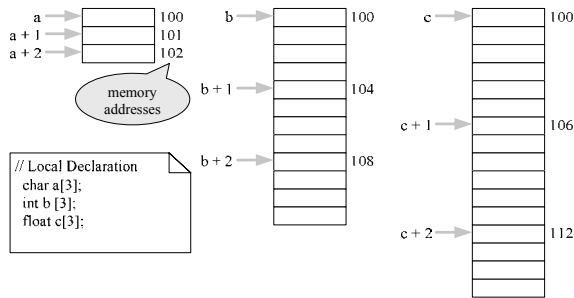 a 100
a + 1 101
a + 2 102
memory
addresses
// Local Declaration
char a[3];
int b [3];
float c[3];
b 100
b + 1 104
b + 2 108
c 100
c + 1 106
c + 2 112